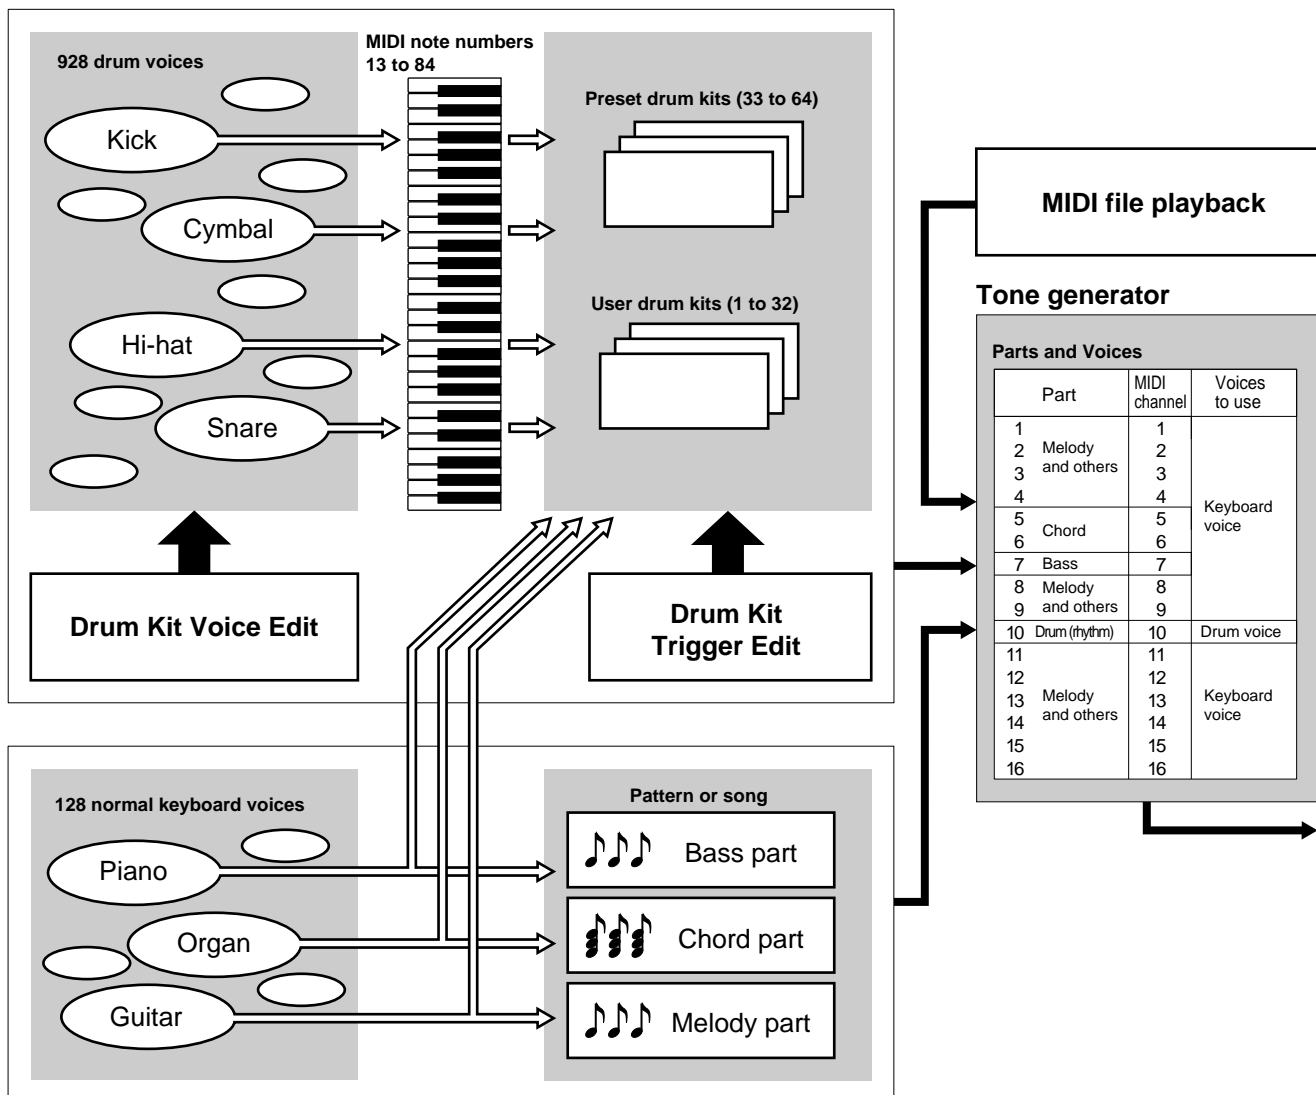 928 drum voices
MIDI note numbers
13 to 84
Kick
Cymbal
Hi-hat
Snare
Preset drum kits (33 to 64)
User drum kits (1 to 32)
Drum Kit Voice Edit
Drum Kit
Trigger Edit
128 normal keyboard voices
Piano
Organ
Guitar
Pattern or song
Bass part
Chord part
Melody part
MIDI file playback
Tone generator
Parts and Voices
Part
MIDI
channel
Voices
to use
1 1
2 Melody 2
3 and others 3
4 4
Keyboard
voice
5 5
Chord
6 6
7 Bass 7
8 Melody 8
9 and others 9
10 Drum (rhythm) 10 Drum voice
11 11
12 12
13 Melody 13 Keyboard
14 and others 14 voice
15 15
16 16